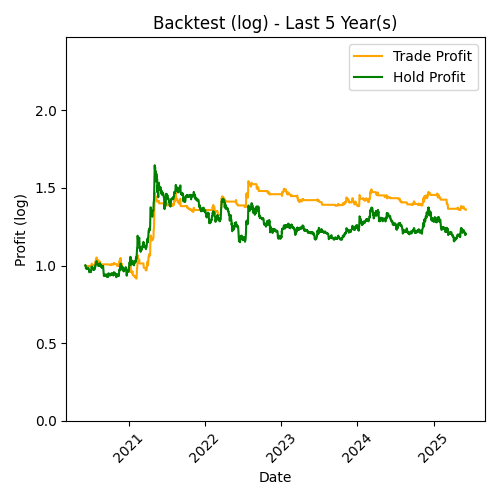 Backtest (log) - Last 5 Year(s)
Trade Profit
Hold Profit
Profit (log)
2.0
1.5
1.0
0.5
0.0
2021
2022
2023
2024
2025
Date